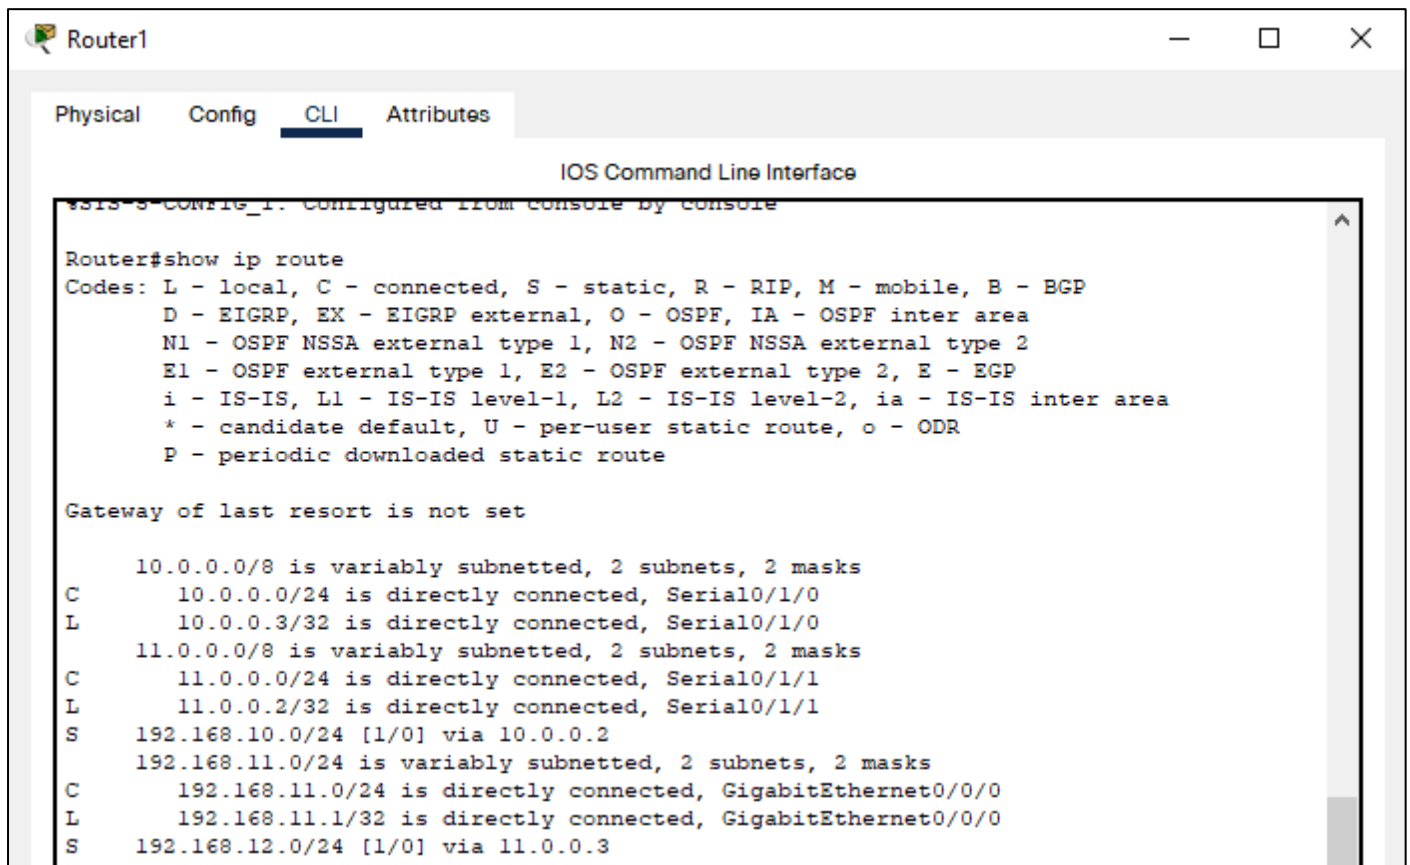 Router1
Physical Config CLI Attributes
IOS Command Line Interface
%SYS-5-CONFIG_I: Configured from console by console
Router#show ip route
Codes: L - local, C - connected, S - static, R - RIP, M - mobile, B - BGP
D - EIGRP, EX - EIGRP external, O - OSPF, IA - OSPF inter area
N1 - OSPF NSSA external type 1, N2 - OSPF NSSA external type 2
E1 - OSPF external type 1, E2 - OSPF external type 2, E - EGP
i - IS-IS, L1 - IS-IS level-1, L2 - IS-IS level-2, ia - IS-IS inter area
* - candidate default, U - per-user static route, o - ODR
P - periodic downloaded static route
Gateway of last resort is not set
10.0.0.0/8 is variably subnetted, 2 subnets, 2 masks
C 10.0.0.0/24 is directly connected, Serial0/1/0
L 10.0.0.3/32 is directly connected, Serial0/1/0
11.0.0.0/8 is variably subnetted, 2 subnets, 2 masks
C 11.0.0.0/24 is directly connected, Serial0/1/1
L 11.0.0.2/32 is directly connected, Serial0/1/1
S 192.168.10.0/24 [1/0] via 10.0.0.2
192.168.11.0/24 is variably subnetted, 2 subnets, 2 masks
C 192.168.11.0/24 is directly connected, GigabitEthernet0/0/0
L 192.168.11.1/32 is directly connected, GigabitEthernet0/0/0
S 192.168.12.0/24 [1/0] via 11.0.0.3